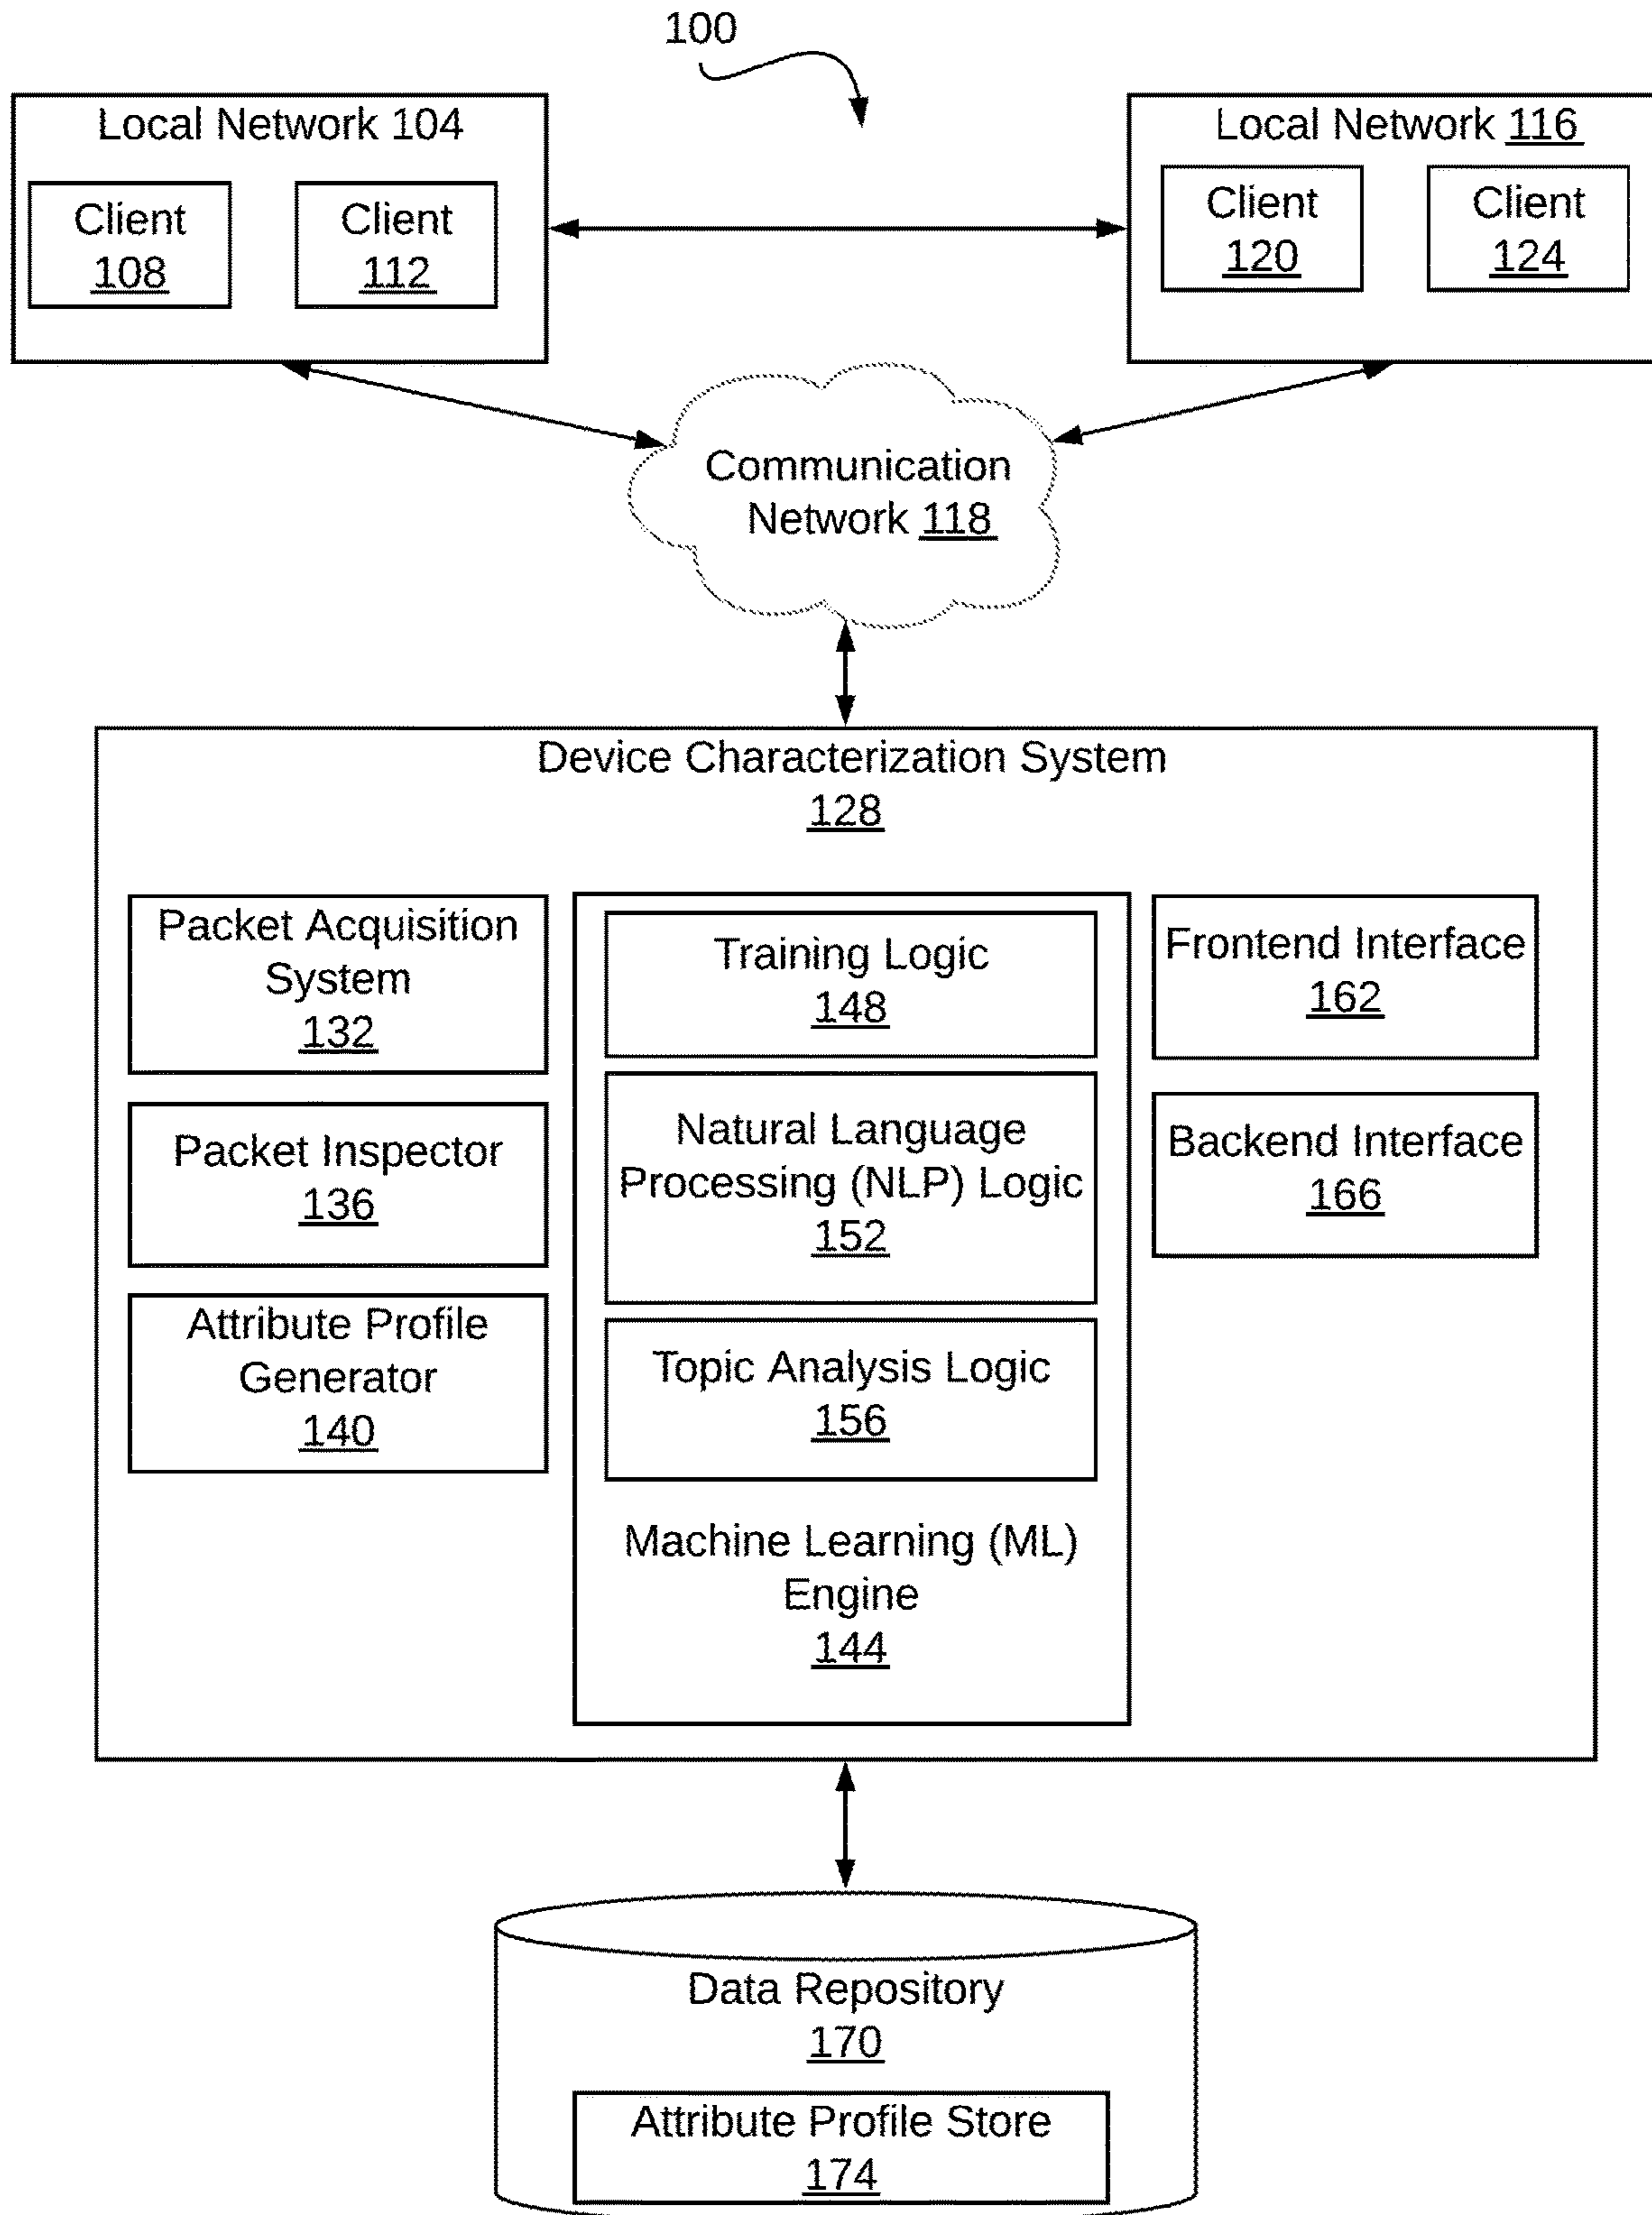 100
Local Network 104
Client
108
Client
112
Local Network 116
Client
120
Client
124
Communication
Network 118
Device Characterization System
128
Packet Acquisition
System
132
Packet Inspector
136
Attribute Profile
Generator
140
Training Logic
148
Natural Language
Processing (NLP) Logic
152
Topic Analysis Logic
156
Machine Learning (ML)
Engine
144
Frontend Interface
162
Backend Interface
166
Data Repository
170
Attribute Profile Store
174